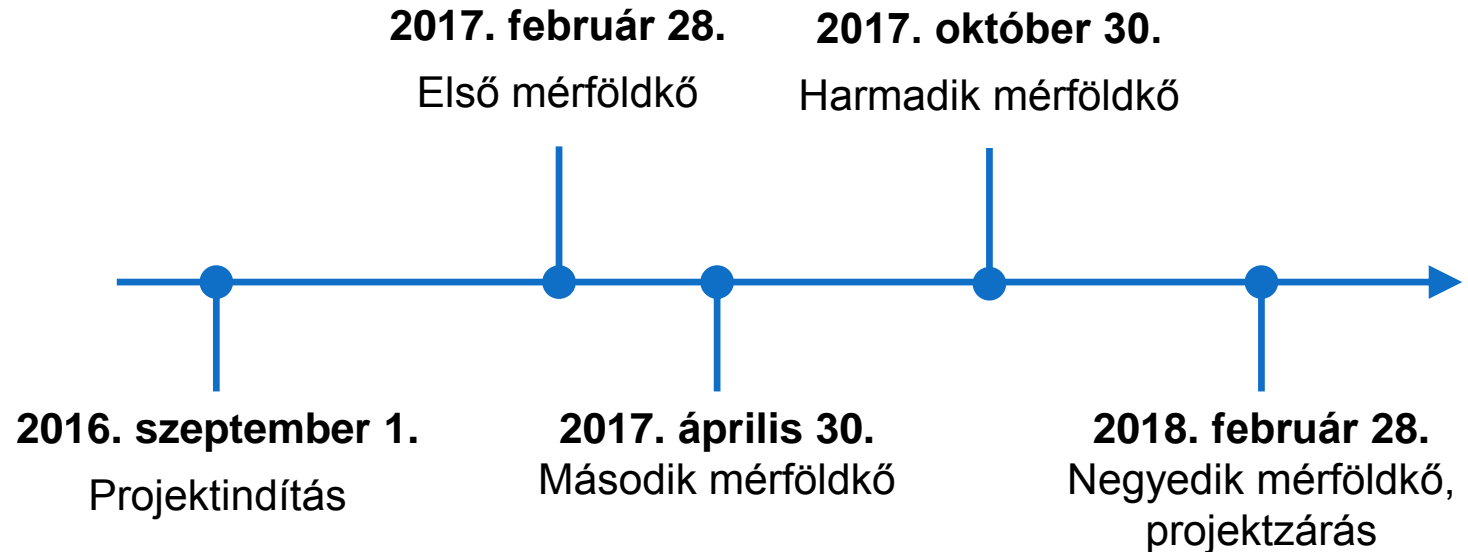 2017. február 28.
Első mérföldkő
2017. október 30.
Harmadik mérföldkő
2016. szeptember 1.
Projektindítás
2017. április 30.
Második mérföldkő
2018. február 28.
Negyedik mérföldkő,
projektzárás